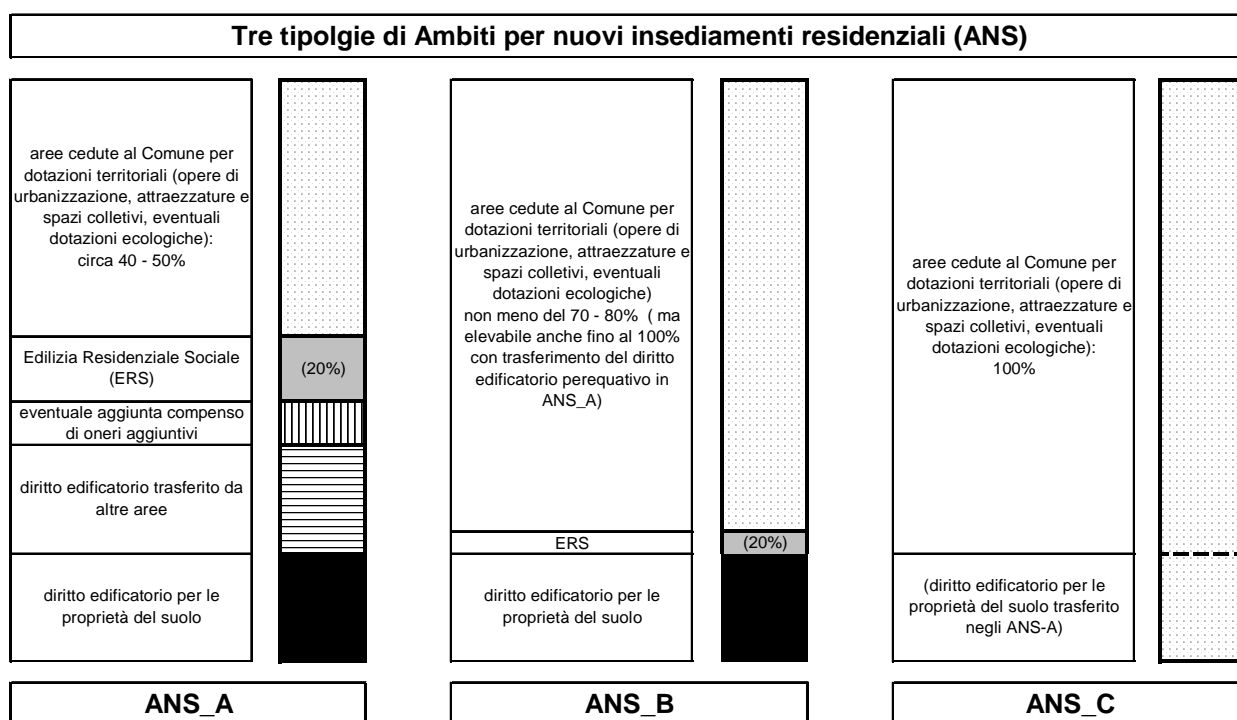 Tre tipolgie di Ambiti per nuovi insediamenti residenziali (ANS)
aree cedute al Comune per
dotazioni territoriali (opere di
urbanizzazione, attraezzature e
spazi colletivi, eventuali
dotazioni ecologiche):
circa 40 - 50%
Edilizia Residenziale Sociale
(ERS)
(20%)
eventuale aggiunta compenso
di oneri aggiuntivi
diritto edificatorio trasferito da
altre aree
diritto edificatorio per le
proprietà del suolo
ANS_A
aree cedute al Comune per
dotazioni territoriali (opere di
urbanizzazione, attraezzature e
spazi colletivi, eventuali
dotazioni ecologiche)
non meno del 70 - 80% ( ma
elevabile anche fino al 100%
con trasferimento del diritto
edificatorio perequativo in
ANS_A)
ERS
(20%)
diritto edificatorio per le
proprietà del suolo
ANS_B
aree cedute al Comune per
dotazioni territoriali (opere di
urbanizzazione, attraezzature e
spazi colletivi, eventuali
dotazioni ecologiche):
100%
(diritto edificatorio per le
proprietà del suolo trasferito
negli ANS-A)
ANS_C